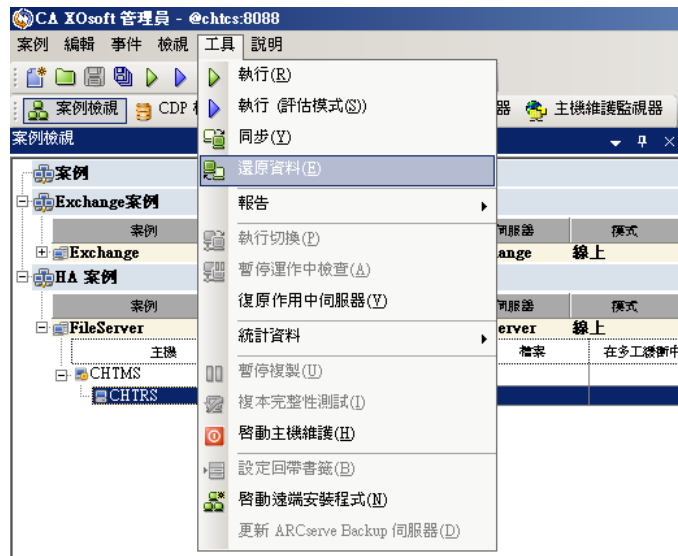 CA XOsoft 管理員 - @chtcs:8088
案例 編輯 事件 檢視 工具 說明
案例檢視 CDP 器 主機維護監視器
案例檢視
案例
Exchange案例
案例 伺服器 模式
Exchange ange 線上
HA 案例
案例 伺服器 模式
FileServer erver 線上
主機 檔案 在多工緩衝中
CHTMS
CHTRS
執行(R)
執行 (評估模式(S))
同步(Y)
還原資料(E)
報告
執行切換(P)
暫停運作中檢查(A)
復原作用中伺服器(V)
統計資料
暫停複製(U)
複本完整性測試(I)
啓動主機維護(H)
設定回帶書籤(B)
啓動遠端安裝程式(N)
更新 ARCserve Backup 伺服器(D)